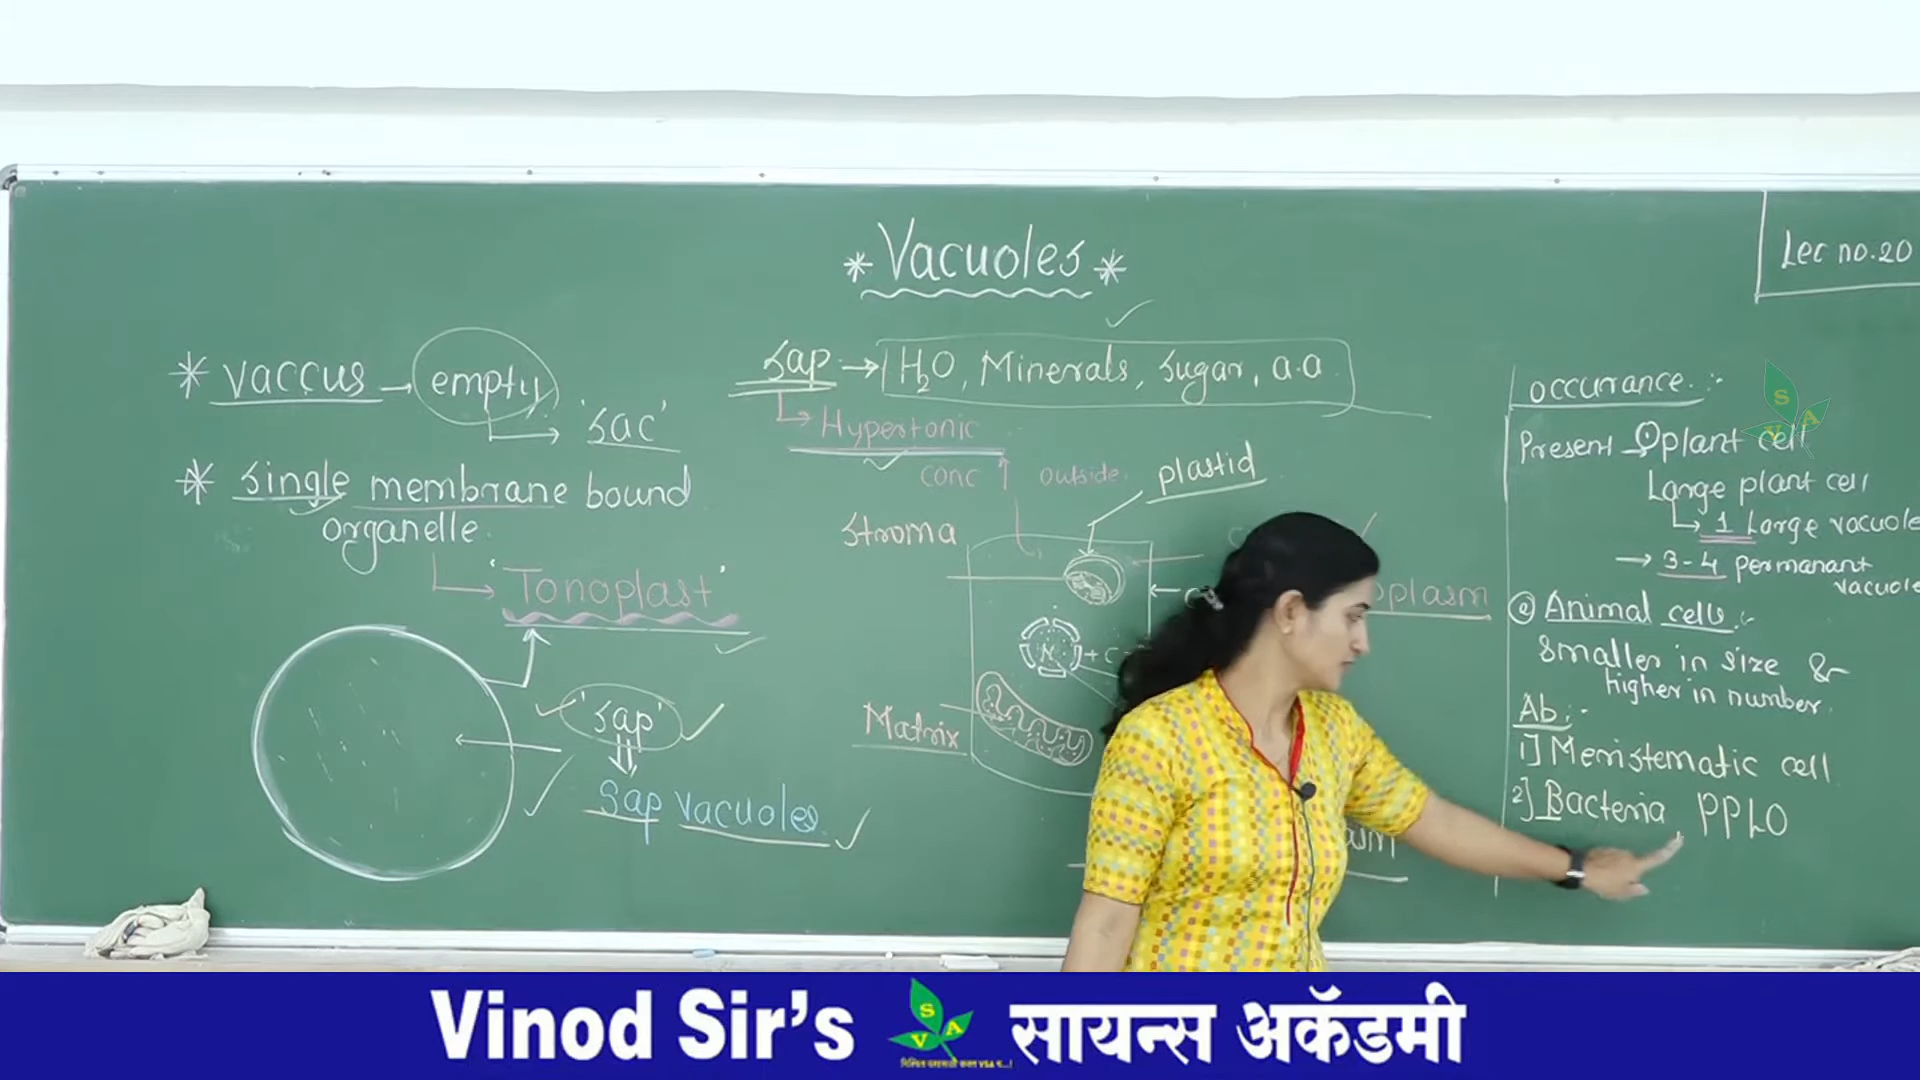 * Vacuoles *
Lec no.20
* vaccus → empty
'sac'
* single membrane bound
organelle.
'Tonoplast'
'sap'
sap vacuoles
sap → H2O, Minerals, sugar, a.a
Hypertonic
conc ↑ outside
plastid
stroma
N
Matrix
occurance :-
Present → ① plant cell
Large plant cell
1 large vacuole
→ 3-4 permanant
vacuole
② Animal cell :-
smaller in size &
higher in number.
Ab :-
1] Meristematic cell
2] Bacteria PPLO
S
V A
Vinod Sir's
S
V A
सायन्स अकॅडमी